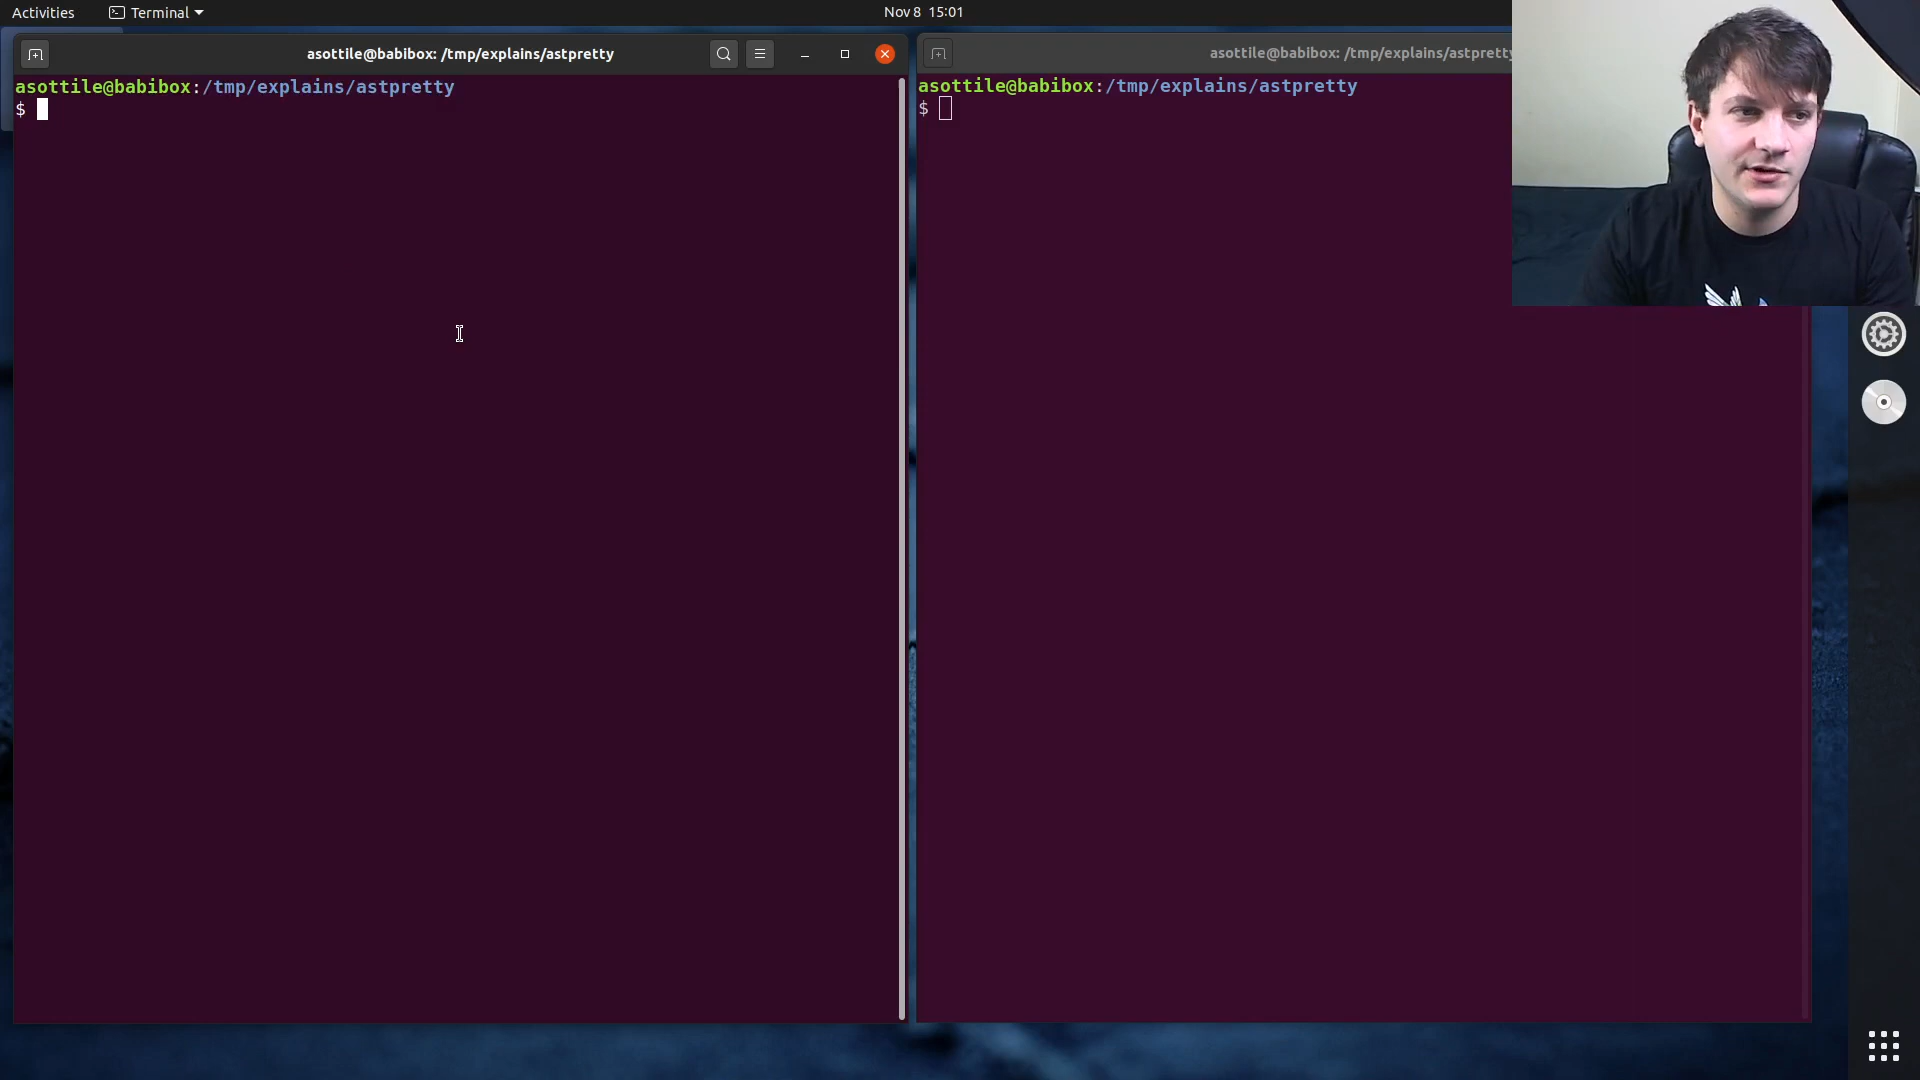 Activities
Terminal
Nov 8 15:01
asottile@babibox: /tmp/explains/astpretty
asottile@babibox:/tmp/explains/astpretty
$
asottile@babibox: /tmp/explains/astpretty
asottile@babibox:/tmp/explains/astpretty
$